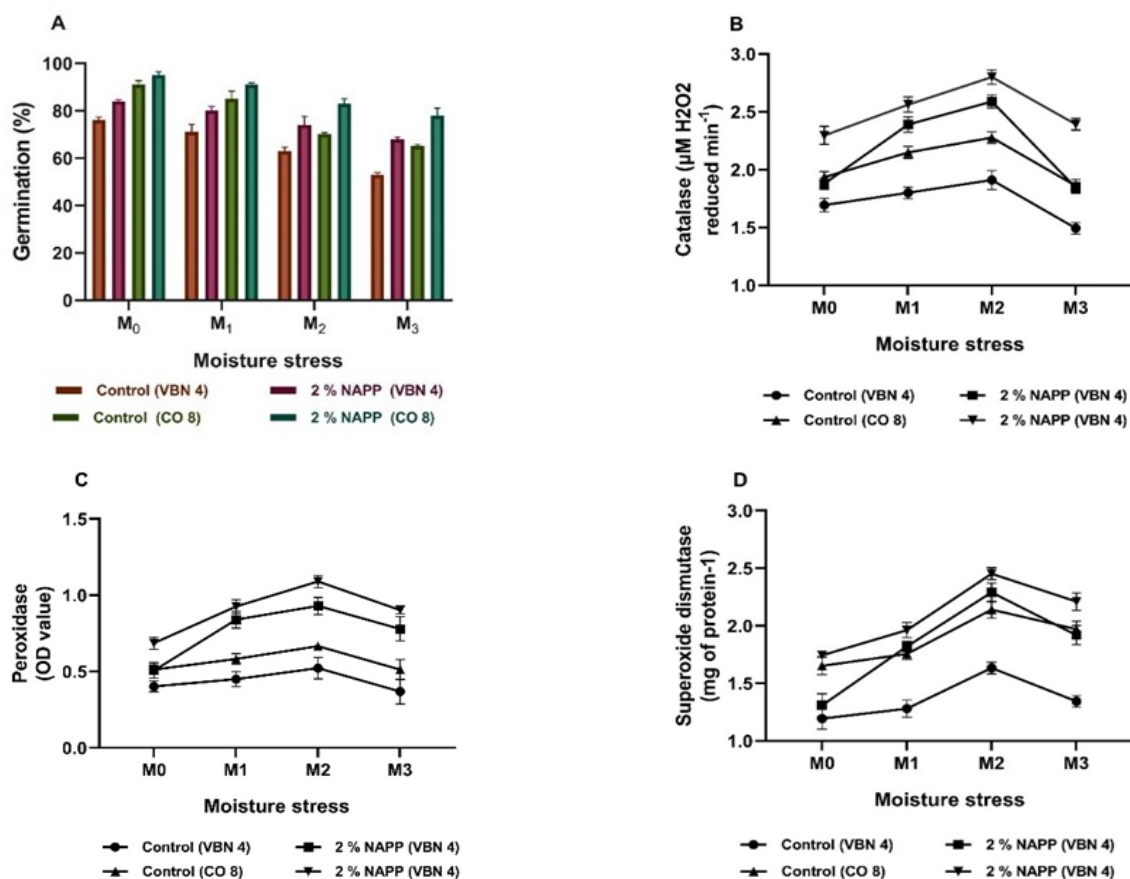 A
Germination (%)
100
80
60
40
20
0
M0 M1 M2 M3
Moisture stress
Control (VBN 4) 2 % NAPP (VBN 4)
Control (CO 8) 2 % NAPP (CO 8)
B
Catalase (µM H2O2
reduced min-1)
3.0
2.5
2.0
1.5
1.0
M0 M1 M2 M3
Moisture stress
Control (VBN 4) 2 % NAPP (VBN 4)
Control (CO 8) 2 % NAPP (VBN 4)
C
Peroxidase
(OD value)
1.5
1.0
0.5
0.0
M0 M1 M2 M3
Moisture stress
Control (VBN 4) 2 % NAPP (VBN 4)
Control (CO 8) 2 % NAPP (VBN 4)
D
Superoxide dismutase
(mg of protein-1)
3.0
2.5
2.0
1.5
1.0
M0 M1 M2 M3
Moisture stress
Control (VBN 4) 2 % NAPP (VBN 4)
Control (CO 8) 2 % NAPP (VBN 4)